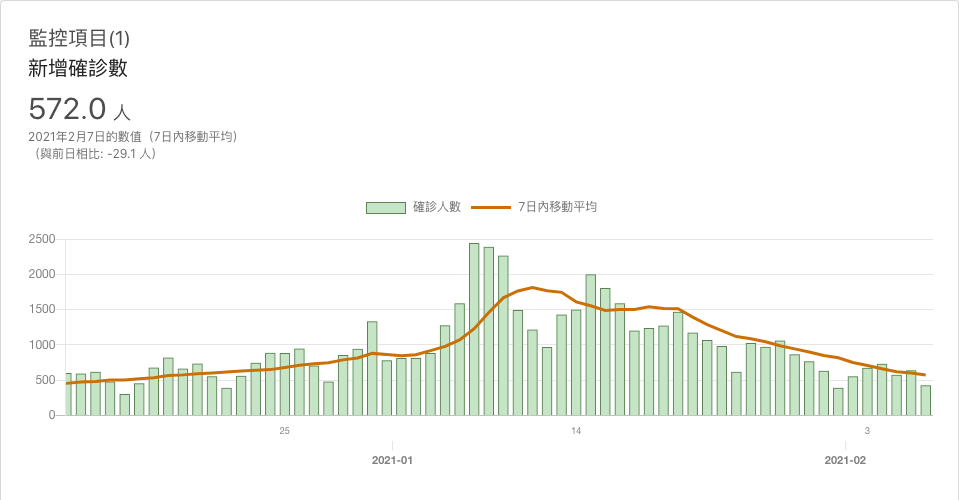 監控項目(1)
新增確診數
572.0 人
2021年2月7日的數值（7日內移動平均）
（與前日相比: -29.1 人）
確診人數 7日內移動平均
2500
2000
1500
1000
500
0
25 14 3
2021-01 2021-02